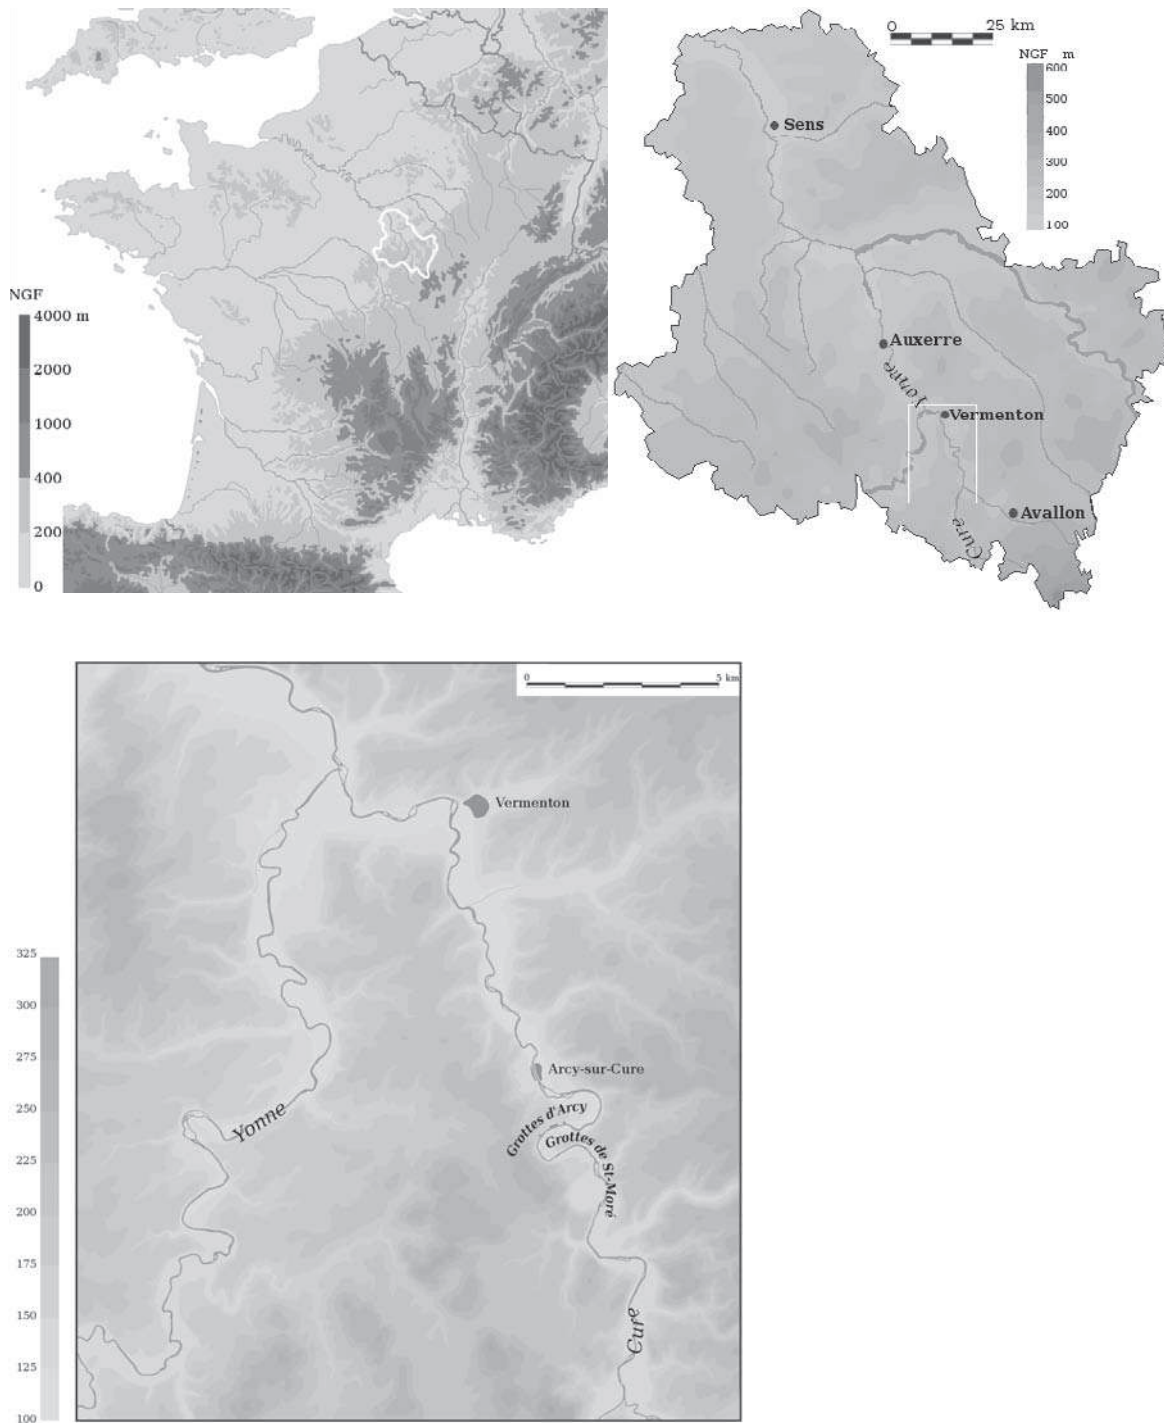 NGF
4000 m
2000
1000
400
200
0
0 25 km
NGF m
600
500
400
300
200
100
Sens
Auxerre
Yonne
Vermenton
Avallon
Cure
0 5 km
Vermenton
325
300
275
250
225
200
175
150
125
100
Arcy-sur-Cure
Grottes d'Arcy
Grottes de St-Moré
Yonne
Cure